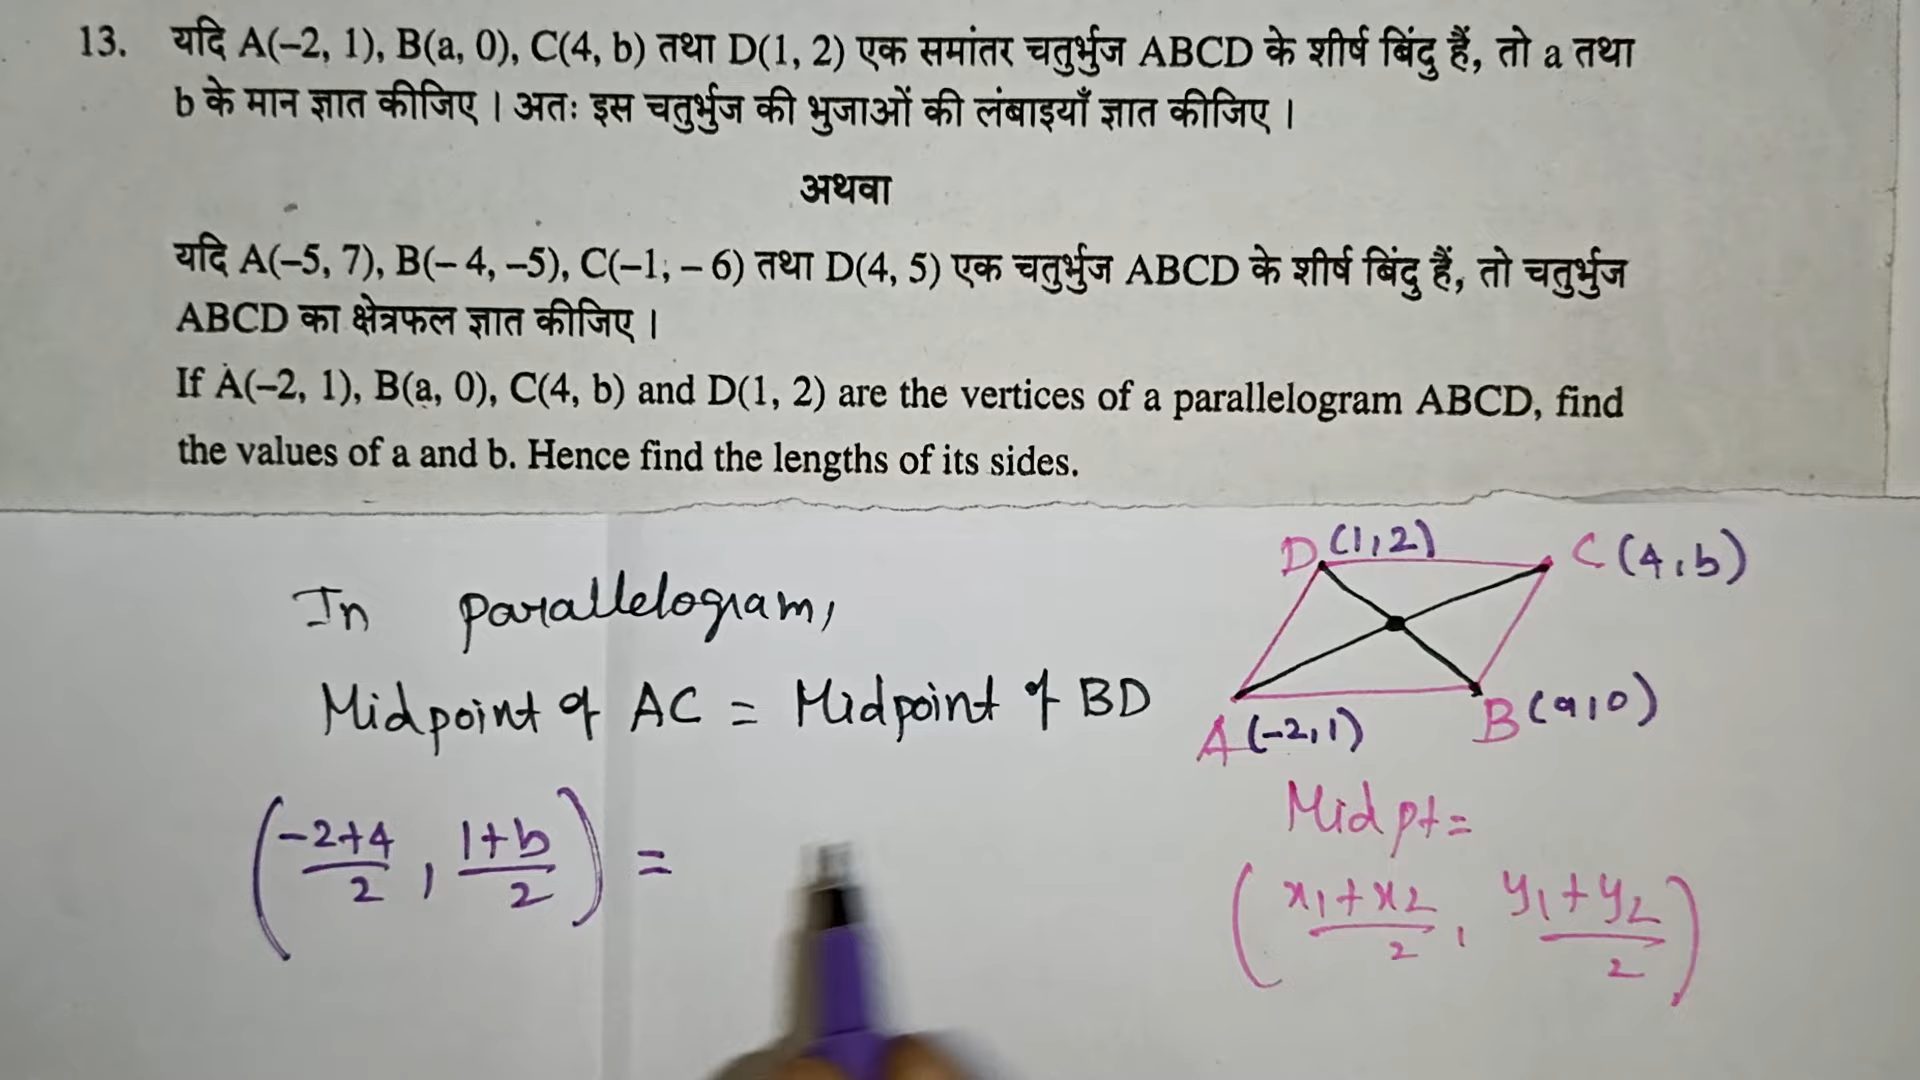 13. यदि A(–2, 1), B(a, 0), C(4, b) तथा D(1, 2) एक समांतर चतुर्भुज ABCD के शीर्ष बिंदु हैं, तो a तथा
b के मान ज्ञात कीजिए । अतः इस चतुर्भुज की भुजाओं की लंबाइयाँ ज्ञात कीजिए ।
अथवा
यदि A(–5, 7), B(– 4, –5), C(–1, – 6) तथा D(4, 5) एक चतुर्भुज ABCD के शीर्ष बिंदु हैं, तो चतुर्भुज
ABCD का क्षेत्रफल ज्ञात कीजिए ।
If A(–2, 1), B(a, 0), C(4, b) and D(1, 2) are the vertices of a parallelogram ABCD, find
the values of a and b. Hence find the lengths of its sides.
In parallelogram,
Midpoint of AC = Midpoint of BD
(-2+4/2, 1+b/2) =
D (1,2)
C (4,b)
A (-2,1)
B (a,0)
Mid pt =
(x1+x2/2, y1+y2/2)